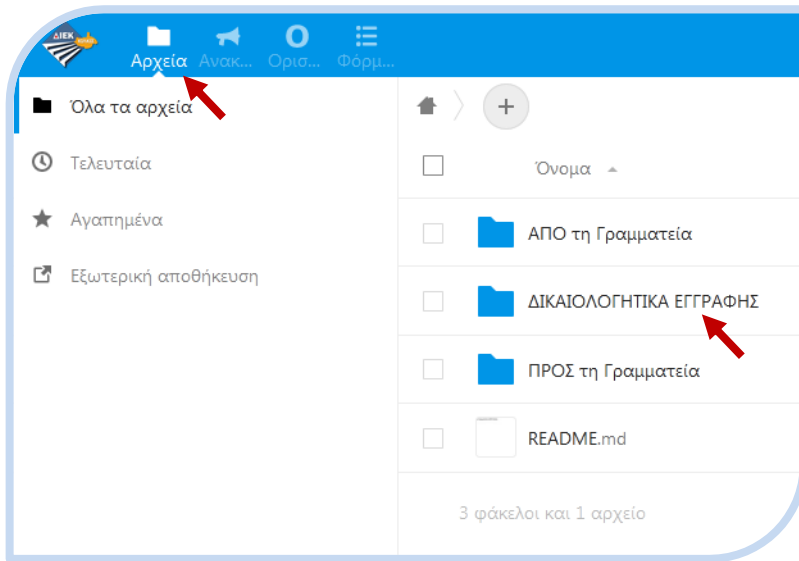 ΔΙΕΚ
Αρχεία Ανακ... Ορισ... Φόρμ...
Όλα τα αρχεία
Τελευταία
Αγαπημένα
Εξωτερική αποθήκευση
Όνομα
ΑΠΟ τη Γραμματεία
ΔΙΚΑΙΟΛΟΓΗΤΙΚΑ ΕΓΓΡΑΦΗΣ
ΠΡΟΣ τη Γραμματεία
README.md
3 φάκελοι και 1 αρχείο